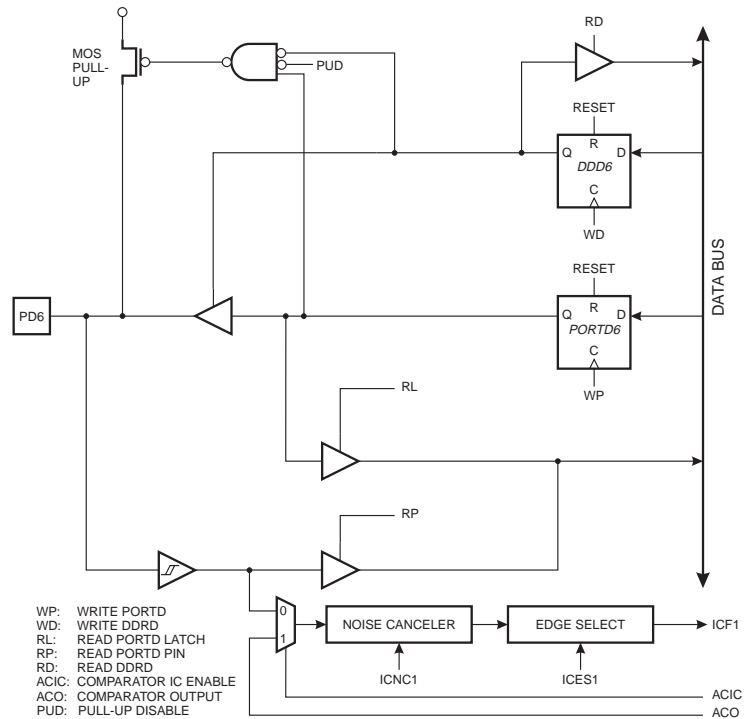 RD
MOS
PULL-
UP
PUD
RESET
R
Q D
DDD6
C
WD
DATA BUS
RESET
R
Q D
PORTD6
C
WP
PD6
RL
RP
WP: WRITE PORTD
WD: WRITE DDRD
RL: READ PORTD LATCH
RP: READ PORTD PIN
RD: READ DDRD
ACIC: COMPARATOR IC ENABLE
ACO: COMPARATOR OUTPUT
PUD: PULL-UP DISABLE
0
1
NOISE CANCELER
EDGE SELECT
ICF1
ICNC1
ICES1
ACIC
ACO